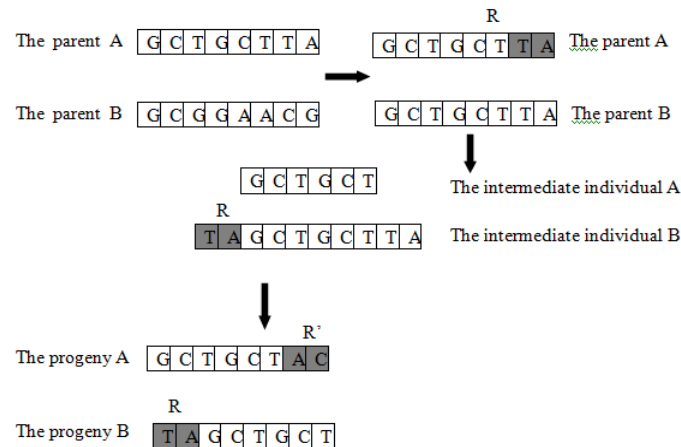 R
The parent A G C T G C T T A G C T G C T T A The parent A
The parent B G C G G A A C G G C T G C T T A The parent B
G C T G C T The intermediate individual A
R
T A G C T G C T T A The intermediate individual B
R’
The progeny A G C T G C T A C
R
The progeny B T A G C T G C T